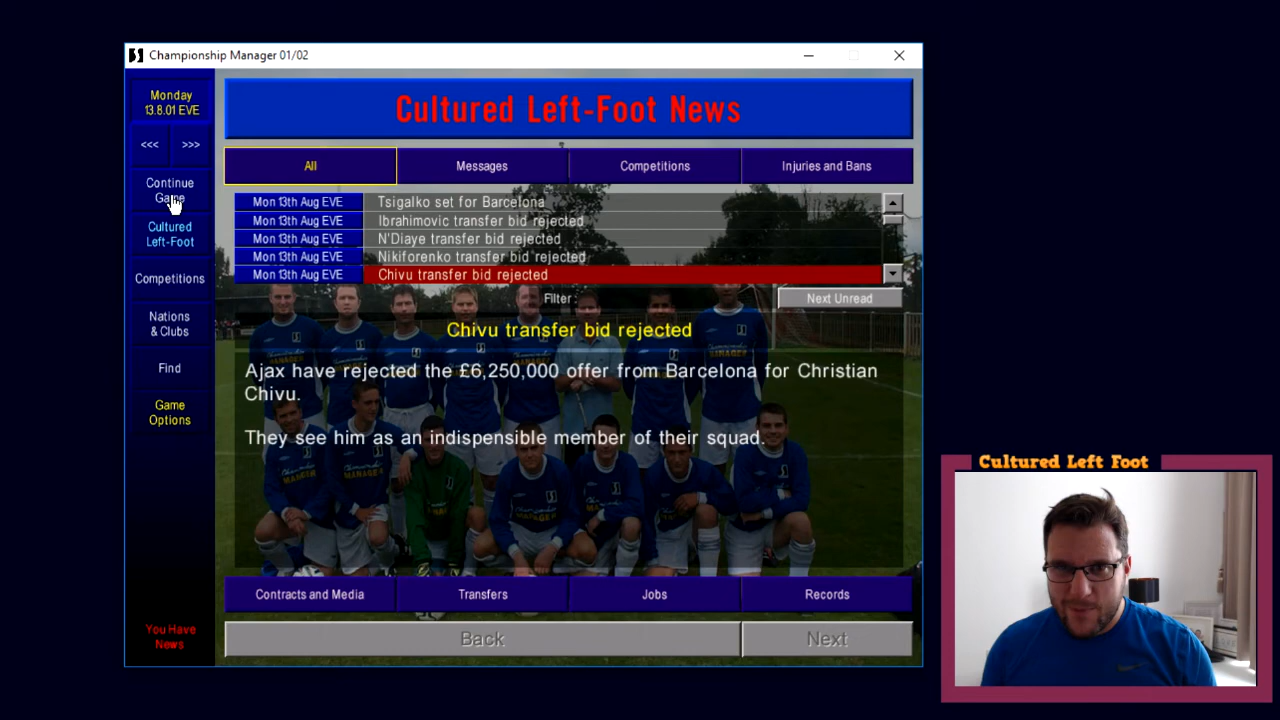 Championship Manager 01/02
Monday
13.8.01 EVE
<<<
>>>
Continue
Game
Cultured
Left-Foot
Competitions
Nations
& Clubs
Find
Game
Options
You Have
News
Cultured Left-Foot News
All
Messages
Competitions
Injuries and Bans
Mon 13th Aug EVE Tsigalko set for Barcelona
Mon 13th Aug EVE Ibrahimovic transfer bid rejected
Mon 13th Aug EVE N'Diaye transfer bid rejected
Mon 13th Aug EVE Nikiforenko transfer bid rejected
Mon 13th Aug EVE Chivu transfer bid rejected
Filter :
Next Unread
Chivu transfer bid rejected
Ajax have rejected the £6,250,000 offer from Barcelona for Christian
Chivu.
They see him as an indispensible member of their squad.
Contracts and Media
Transfers
Jobs
Records
Back
Next
Cultured Left Foot